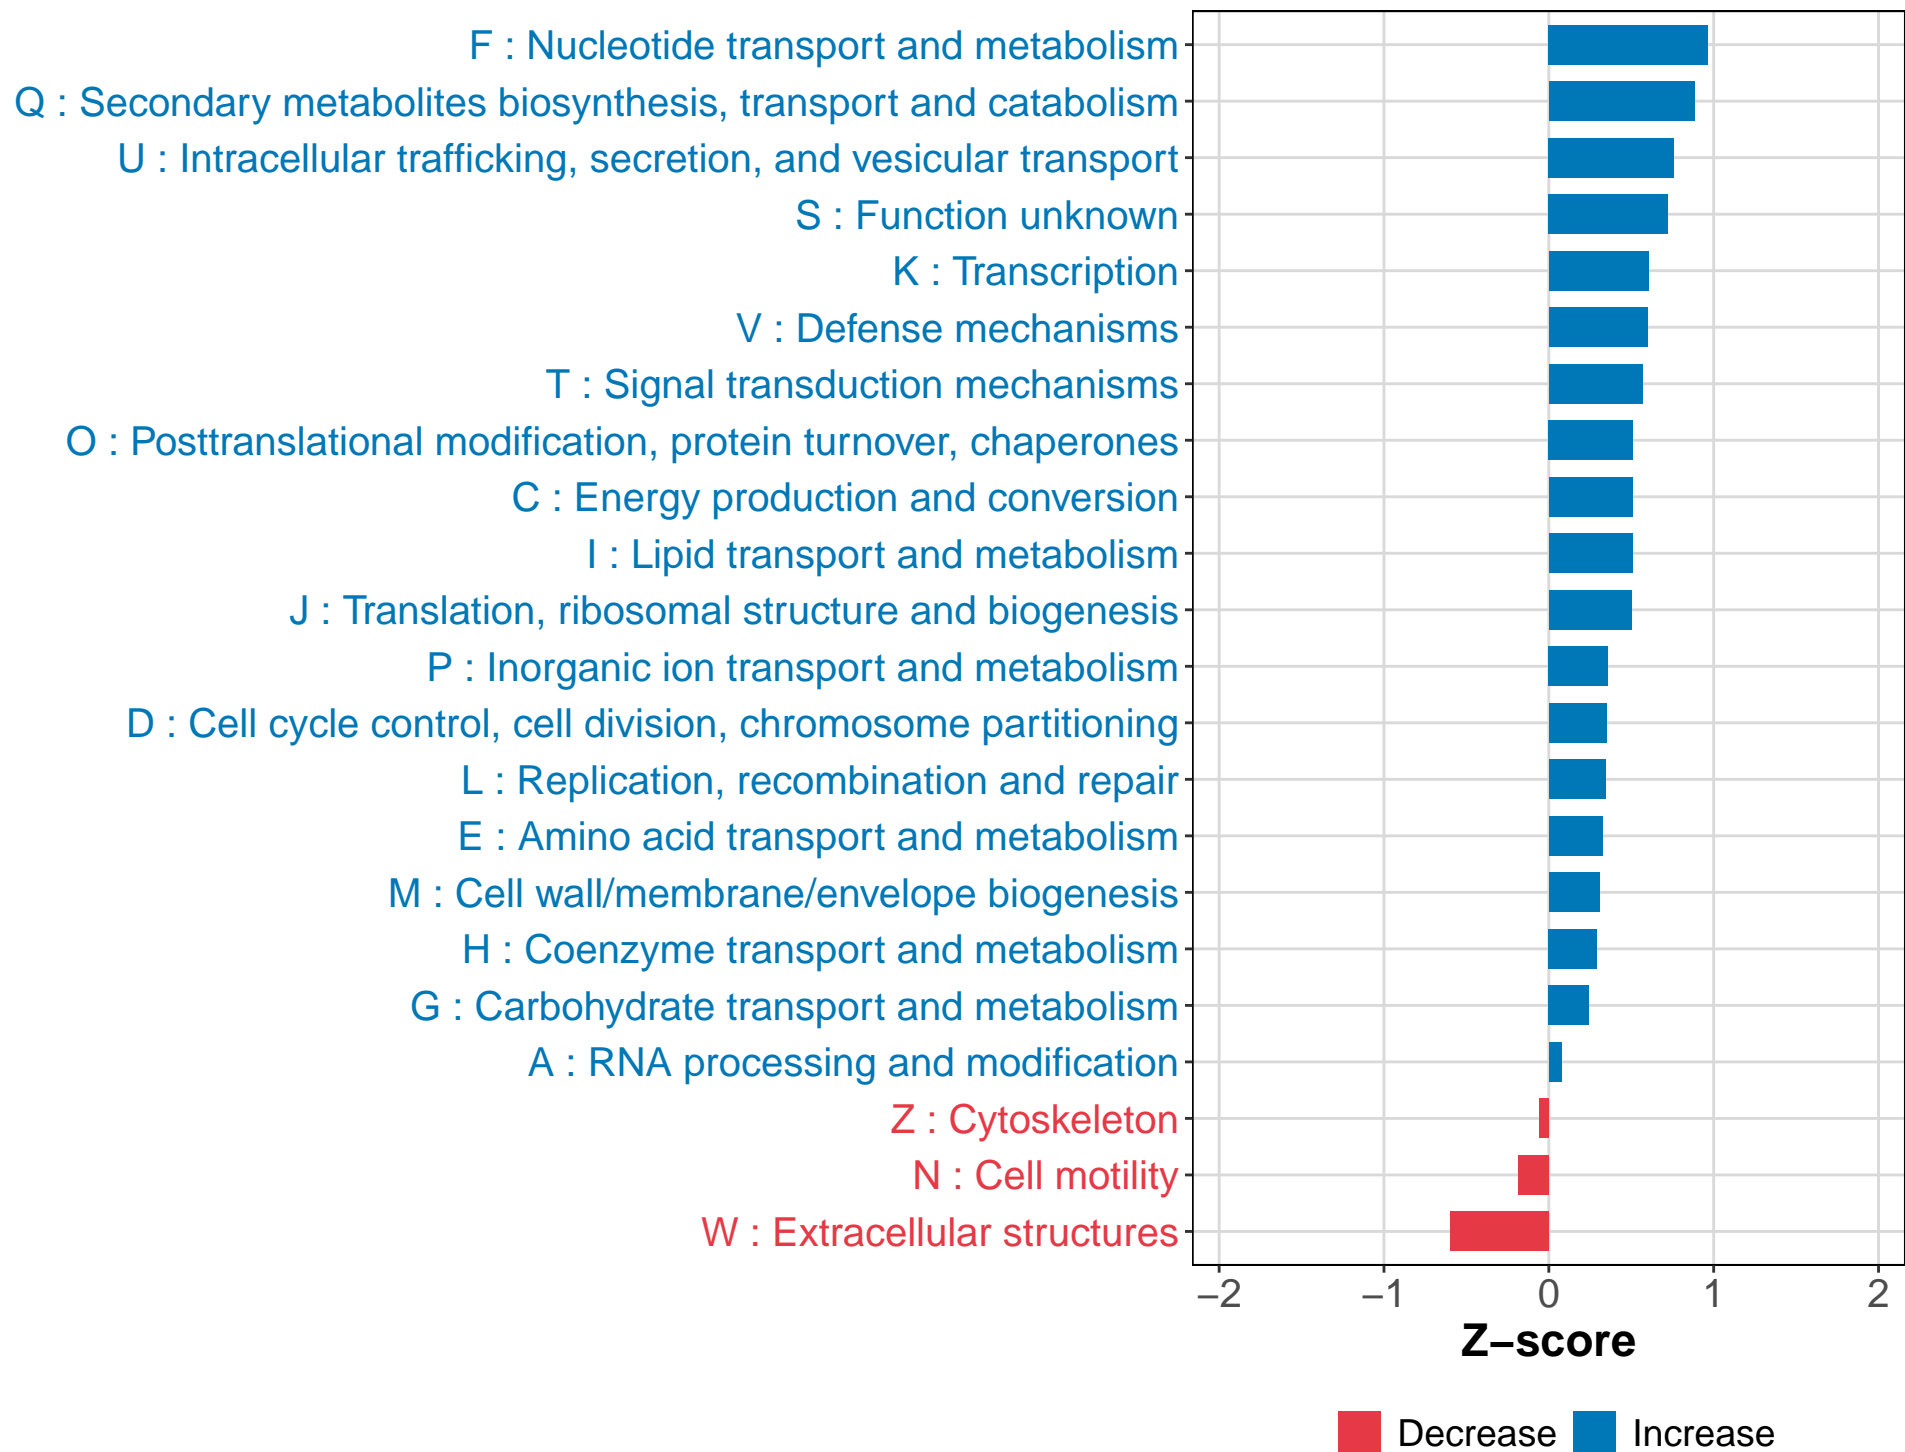 F : Nucleotide transport and metabolism
Q : Secondary metabolites biosynthesis, transport and catabolism
U : Intracellular trafficking, secretion, and vesicular transport
S : Function unknown
K : Transcription
V : Defense mechanisms
T : Signal transduction mechanisms
O : Posttranslational modification, protein turnover, chaperones
C : Energy production and conversion
I : Lipid transport and metabolism
J : Translation, ribosomal structure and biogenesis
P : Inorganic ion transport and metabolism
D : Cell cycle control, cell division, chromosome partitioning
L : Replication, recombination and repair
E : Amino acid transport and metabolism
M : Cell wall/membrane/envelope biogenesis
H : Coenzyme transport and metabolism
G : Carbohydrate transport and metabolism
A : RNA processing and modification
Z : Cytoskeleton
N : Cell motility
W : Extracellular structures
−2 −1 0 1 2
Z−score
Decrease Increase